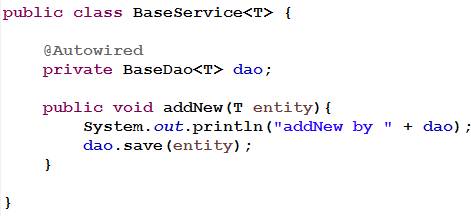 public class BaseService<T> {
@Autowired
private BaseDao<T> dao;
public void addNew(T entity){
System.out.println("addNew by " + dao);
dao.save(entity);
}
}